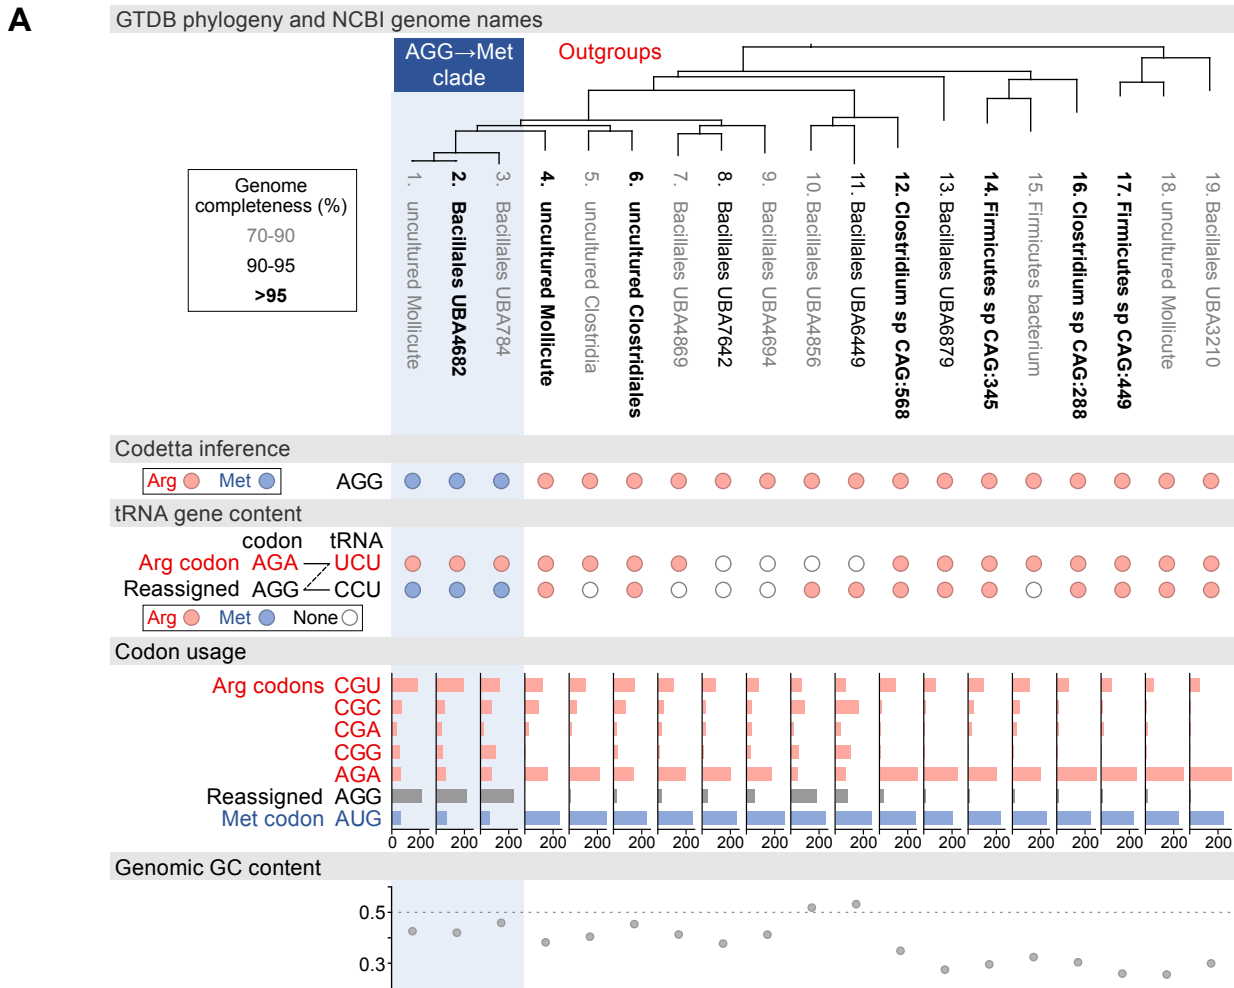 A
GTDB phylogeny and NCBI genome names
AGG→Met
clade
Outgroups
Genome
completeness (%)
70-90
90-95
>95
1. uncultured Mollicute
2. Bacillales UBA4682
3. Bacillales UBA784
4. uncultured Mollicute
5. uncultured Clostridia
6. uncultured Clostridiales
7. Bacillales UBA4869
8. Bacillales UBA7642
9. Bacillales UBA4694
10. Bacillales UBA4856
11. Bacillales UBA6449
12. Clostridium sp CAG:568
13. Bacillales UBA6879
14. Firmicutes sp CAG:345
15. Firmicutes bacterium
16. Clostridium sp CAG:288
17. Firmicutes sp CAG:449
18. uncultured Mollicute
19. Bacillales UBA3210
Codetta inference
Arg Met AGG
tRNA gene content
codon tRNA
Arg codon AGA UCU
Reassigned AGG CCU
Arg Met None
Codon usage
Arg codons CGU
CGC
CGA
CGG
AGA
Reassigned AGG
Met codon AUG
0 200 200 200 200 200 200 200 200 200 200 200 200 200 200 200 200 200 200 200
Genomic GC content
0.5
0.3